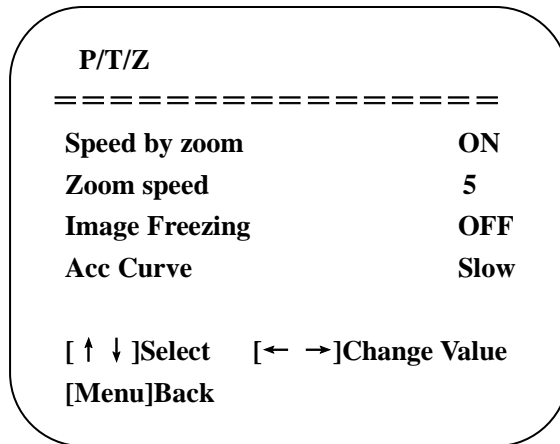 P/T/Z
==================
Speed by zoom ON
Zoom speed 5
Image Freezing OFF
Acc Curve Slow
[↑ ↓]Select [← →]Change Value
[Menu]Back